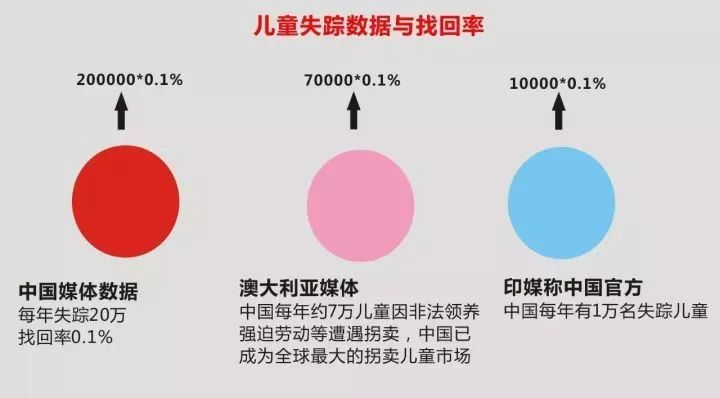 儿童失踪数据与找回率
200000*0.1%
70000*0.1%
10000*0.1%
中国媒体数据
每年失踪20万
找回率0.1%
澳大利亚媒体
中国每年约7万儿童因非法领养
强迫劳动等遭遇拐卖，中国已
成为全球最大的拐卖儿童市场
印媒称中国官方
中国每年有1万名失踪儿童